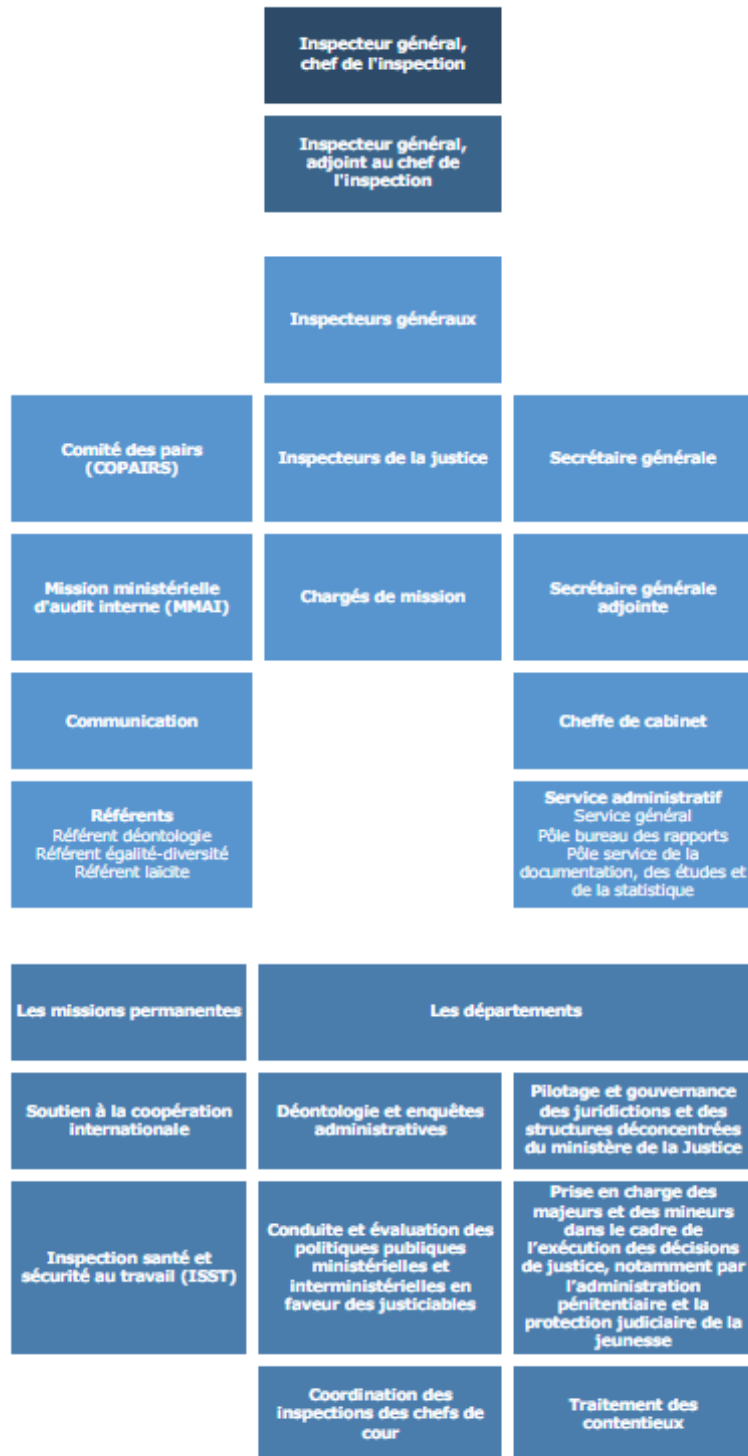 Inspecteur général,
chef de l'inspection
Inspecteur général,
adjoint au chef de
l'inspection
Inspecteurs généraux
Comité des pairs
(COPAIRS)
Inspecteurs de la justice
Secrétaire générale
Mission ministérielle
d'audit interne (MMAI)
Chargés de mission
Secrétaire générale
adjointe
Communication
Cheffe de cabinet
Référents
Référent déontologie
Référent égalité-diversité
Référent laïcite
Service administratif
Service général
Pôle bureau des rapports
Pôle service de la
documentation, des études et
de la statistique
Les missions permanentes
Les départements
Soutien à la coopération
internationale
Déontologie et enquêtes
administratives
Pilotage et gouvernance
des juridictions et des
structures déconcentrées
du ministère de la Justice
Inspection santé et
sécurité au travail (ISST)
Conduite et évaluation des
politiques publiques
ministérielles et
interministérielles en
faveur des justiciables
Prise en charge des
majeurs et des mineurs
dans le cadre de
l'exécution des décisions
de justice, notamment par
l'administration
pénitentiaire et la
protection judiciaire de la
jeunesse
Coordination des
inspections des chefs de
cour
Traitement des
contentieux